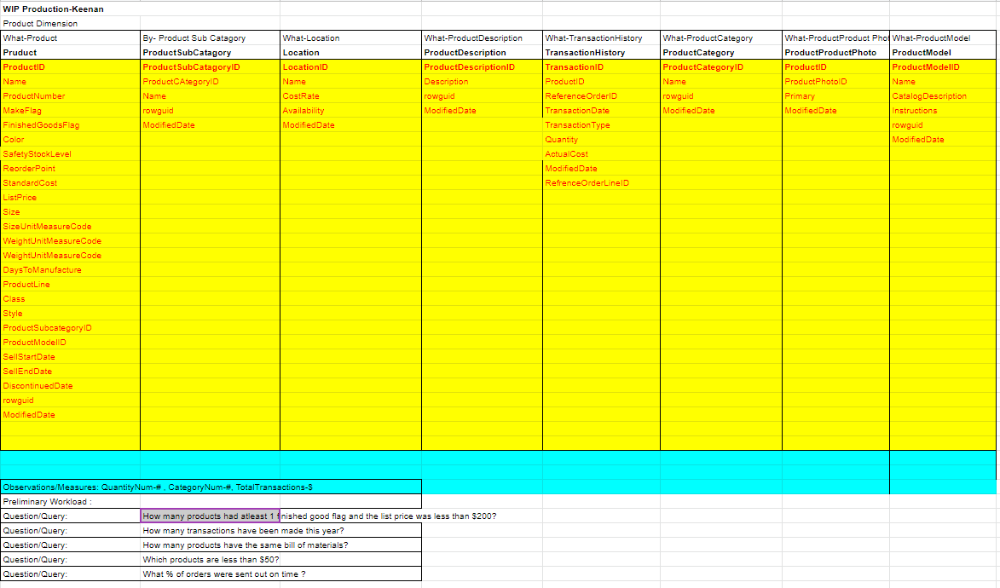 WIP Production-Keenan
Product Dimension
What-Product By- Product Sub Catagory What-Location What-ProductDescription What-TransactionHistory What-ProductCategory What-ProductProduct Phot What-ProductModel
Pruduct ProductSubCatagory Location ProductDescription TransactionHistory ProductCategory ProductProductPhoto ProductModel
ProductID ProductSubCatagoryID LocationID ProductDescriptionID TransactionID ProductCategoryID ProductID ProductModelID
Name ProductCAtegoryID Name Description ProductID Name ProductPhotoID Name
ProductNumber Name CostRate rowguid ReferenceOrderID rowguid Primary CatalogDescription
MakeFlag rowguid Availability ModifiedDate TransactionDate ModifiedDate ModifiedDate Instructions
FinishedGoodsFlag ModifiedDate ModifiedDate TransactionType rowguid
Color Quantity ModifiedDate
SafetyStockLevel ActualCost
ReorderPoint ModifiedDate
StandardCost RefrenceOrderLineID
ListPrice
Size
SizeUnitMeasureCode
WeightUnitMeasureCode
WeightUnitMeasureCode
DaysToManufacture
ProductLine
Class
Style
ProductSubcategoryID
ProductModelID
SellStartDate
SellEndDate
DiscontinuedDate
rowguid
ModifiedDate
Observations/Measures: QuantityNum-# , CategoryNum-#, TotalTransactions-$
Preliminary Workload :
Question/Query: How many products had atleast 1 finished good flag and the list price was less than $200?
Question/Query: How many transactions have been made this year?
Question/Query: How many products have the same bill of materials?
Question/Query: Which products are less than $50?
Question/Query: What % of orders were sent out on time ?